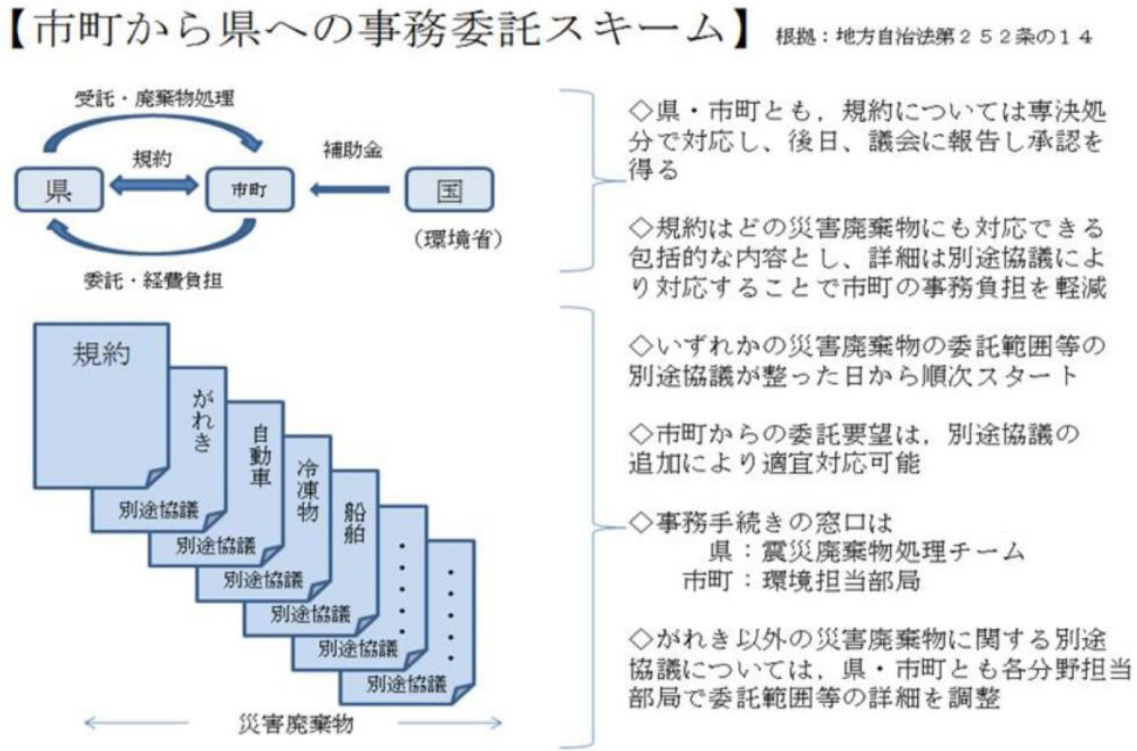 【市町から県への事務委託スキーム】 根拠：地方自治法第２５２条の１４
受託・廃棄物処理
県
規約
市町
補助金
国
（環境省）
委託・経費負担
◇県・市町とも，規約については専決処
分で対応し、後日、議会に報告し承認を
得る
◇規約はどの災害廃棄物にも対応できる
包括的な内容とし、詳細は別途協議によ
り対応することで市町の事務負担を軽減
規約
がれき
別途協議
自動車
別途協議
冷凍物
別途協議
船舶
別途協議
・・・・
別途協議
・・・・
別途協議
災害廃棄物
◇いずれかの災害廃棄物の委託範囲等の
別途協議が整った日から順次スタート
◇市町からの委託要望は，別途協議の
追加により適宜対応可能
◇事務手続きの窓口は
県：震災廃棄物処理チーム
市町：環境担当部局
◇がれき以外の災害廃棄物に関する別途
協議については，県・市町とも各分野担当
部局で委託範囲等の詳細を調整